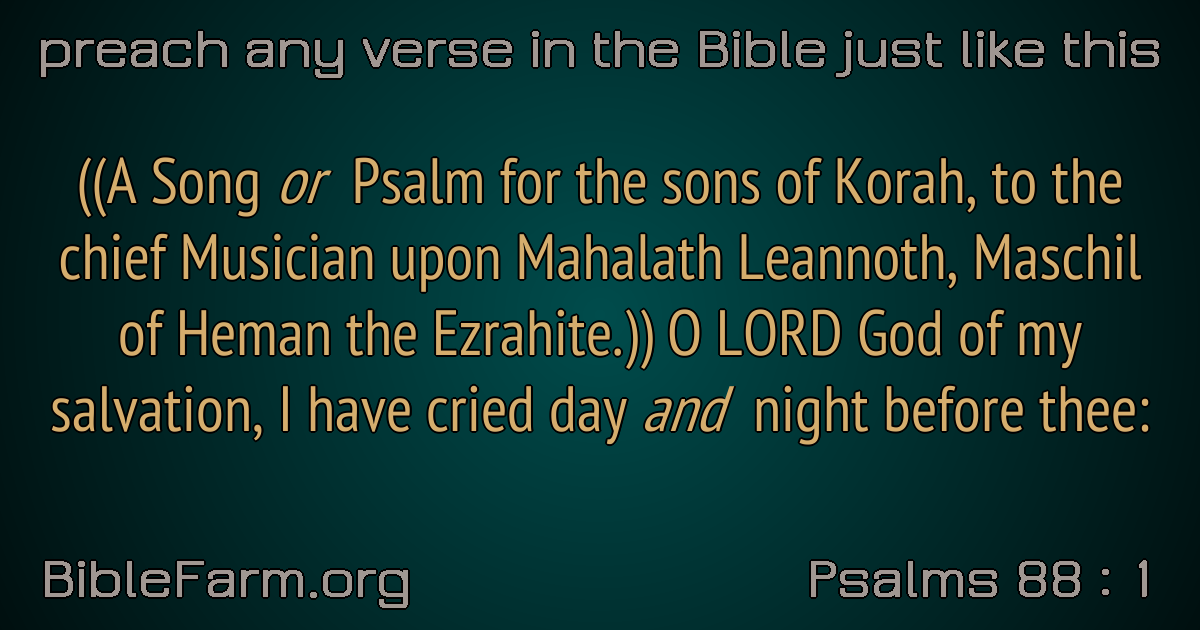 preach any verse in the Bible just like this
((A Song or Psalm for the sons of Korah, to the
chief Musician upon Mahalath Leannoth, Maschil
of Heman the Ezrahite.)) O LORD God of my
salvation, I have cried day and night before thee:
BibleFarm.org
Psalms 88 : 1